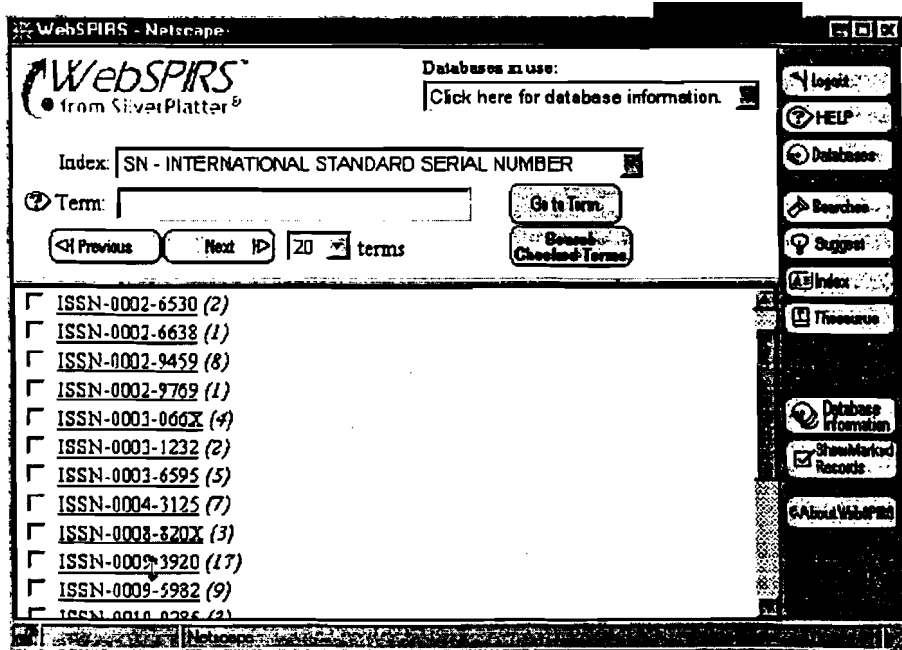 WebSPIRS - Netscape
WebSPIRS
from SilverPlatter®
Databases in use:
Click here for database information.
Index: SN - INTERNATIONAL STANDARD SERIAL NUMBER
Term:
Go to Term
Previous
Next
20 terms
Search Checked Terms
ISSN-0002-6530 (2)
ISSN-0002-6638 (1)
ISSN-0002-9459 (8)
ISSN-0002-9769 (1)
ISSN-0003-066X (4)
ISSN-0003-1232 (2)
ISSN-0003-6595 (5)
ISSN-0004-3125 (7)
ISSN-0008-820X (3)
ISSN-0009-3920 (17)
ISSN-0009-5982 (9)
Logout
HELP
Databases
Searches
Suggest
Index
Thesaurus
Database
Information
Show Marked
Records
About WebSPIRS
Netscape